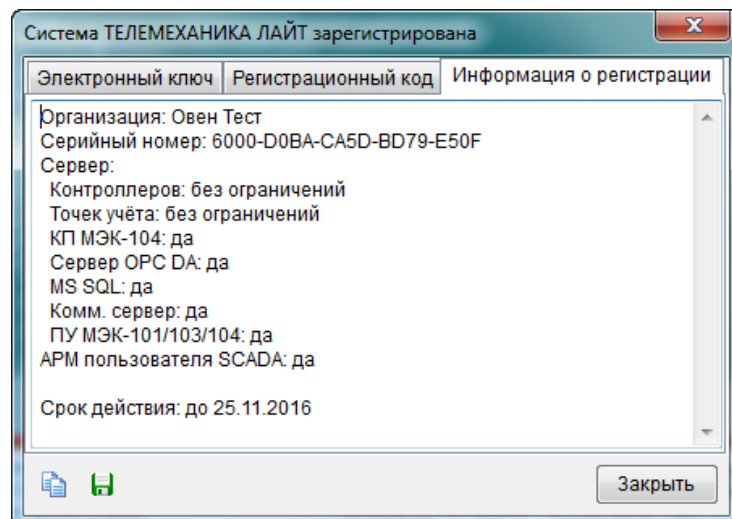 Система ТЕЛЕМЕХАНИКА ЛАЙТ зарегистрирована
Электронный ключ Регистрационный код Информация о регистрации
Организация: Овен Тест
Серийный номер: 6000-D0BA-CA5D-BD79-E50F
Сервер:
Контроллеров: без ограничений
Точек учёта: без ограничений
КП МЭК-104: да
Сервер OPC DA: да
MS SQL: да
Комм. сервер: да
ПУ МЭК-101/103/104: да
АРМ пользователя SCADA: да
Срок действия: до 25.11.2016
Закрыть